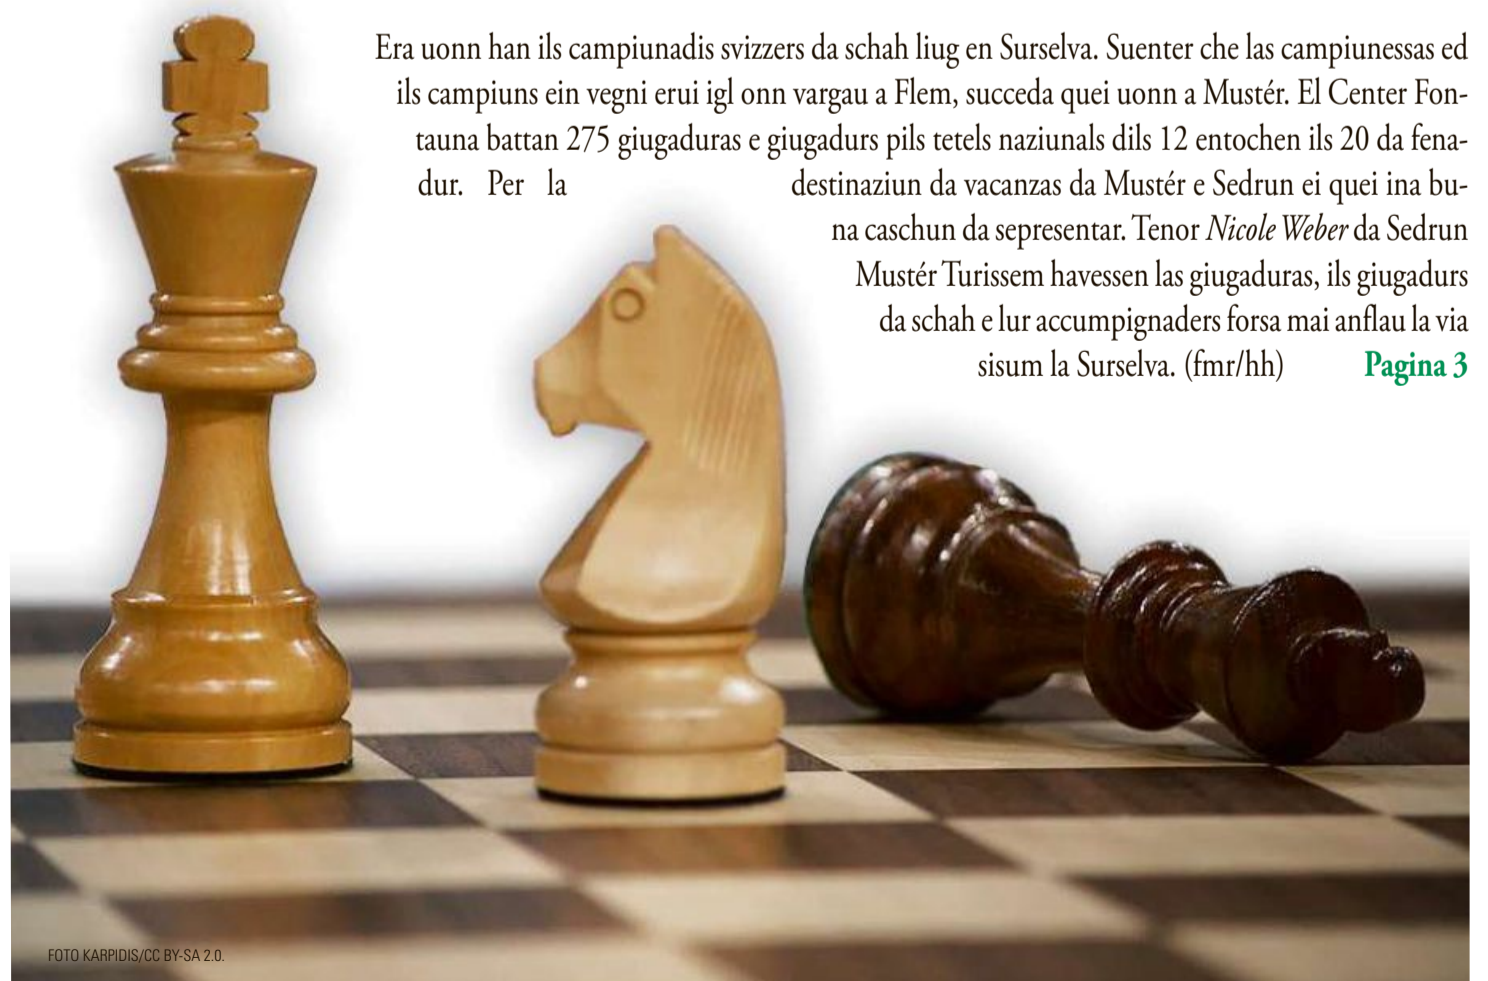 Era uonn han ils campiunadis svizzers da schah liug en Surselva. Suenter che las campiunessas ed
ils campiuns ein vegni erui igl onn vargau a Flem, succeda quei uonn a Mustér. El Center Fon-
tauna battan 275 giugaduras e giugadurs pils tetels naziunals dils 12 entochen ils 20 da fena-
dur. Per la destinaziun da vacanzas da Mustér e Sedrun ei quei ina bu-
na caschun da sepresentar. Tenor Nicole Weber da Sedrun
Mustér Turissem havessen las giugaduras, ils giugadurs
da schah e lur accumpignaders forsa mai anflau la via
sisum la Surselva. (fmr/hh) Pagina 3
FOTO KARPIDIS/CC BY-SA 2.0.